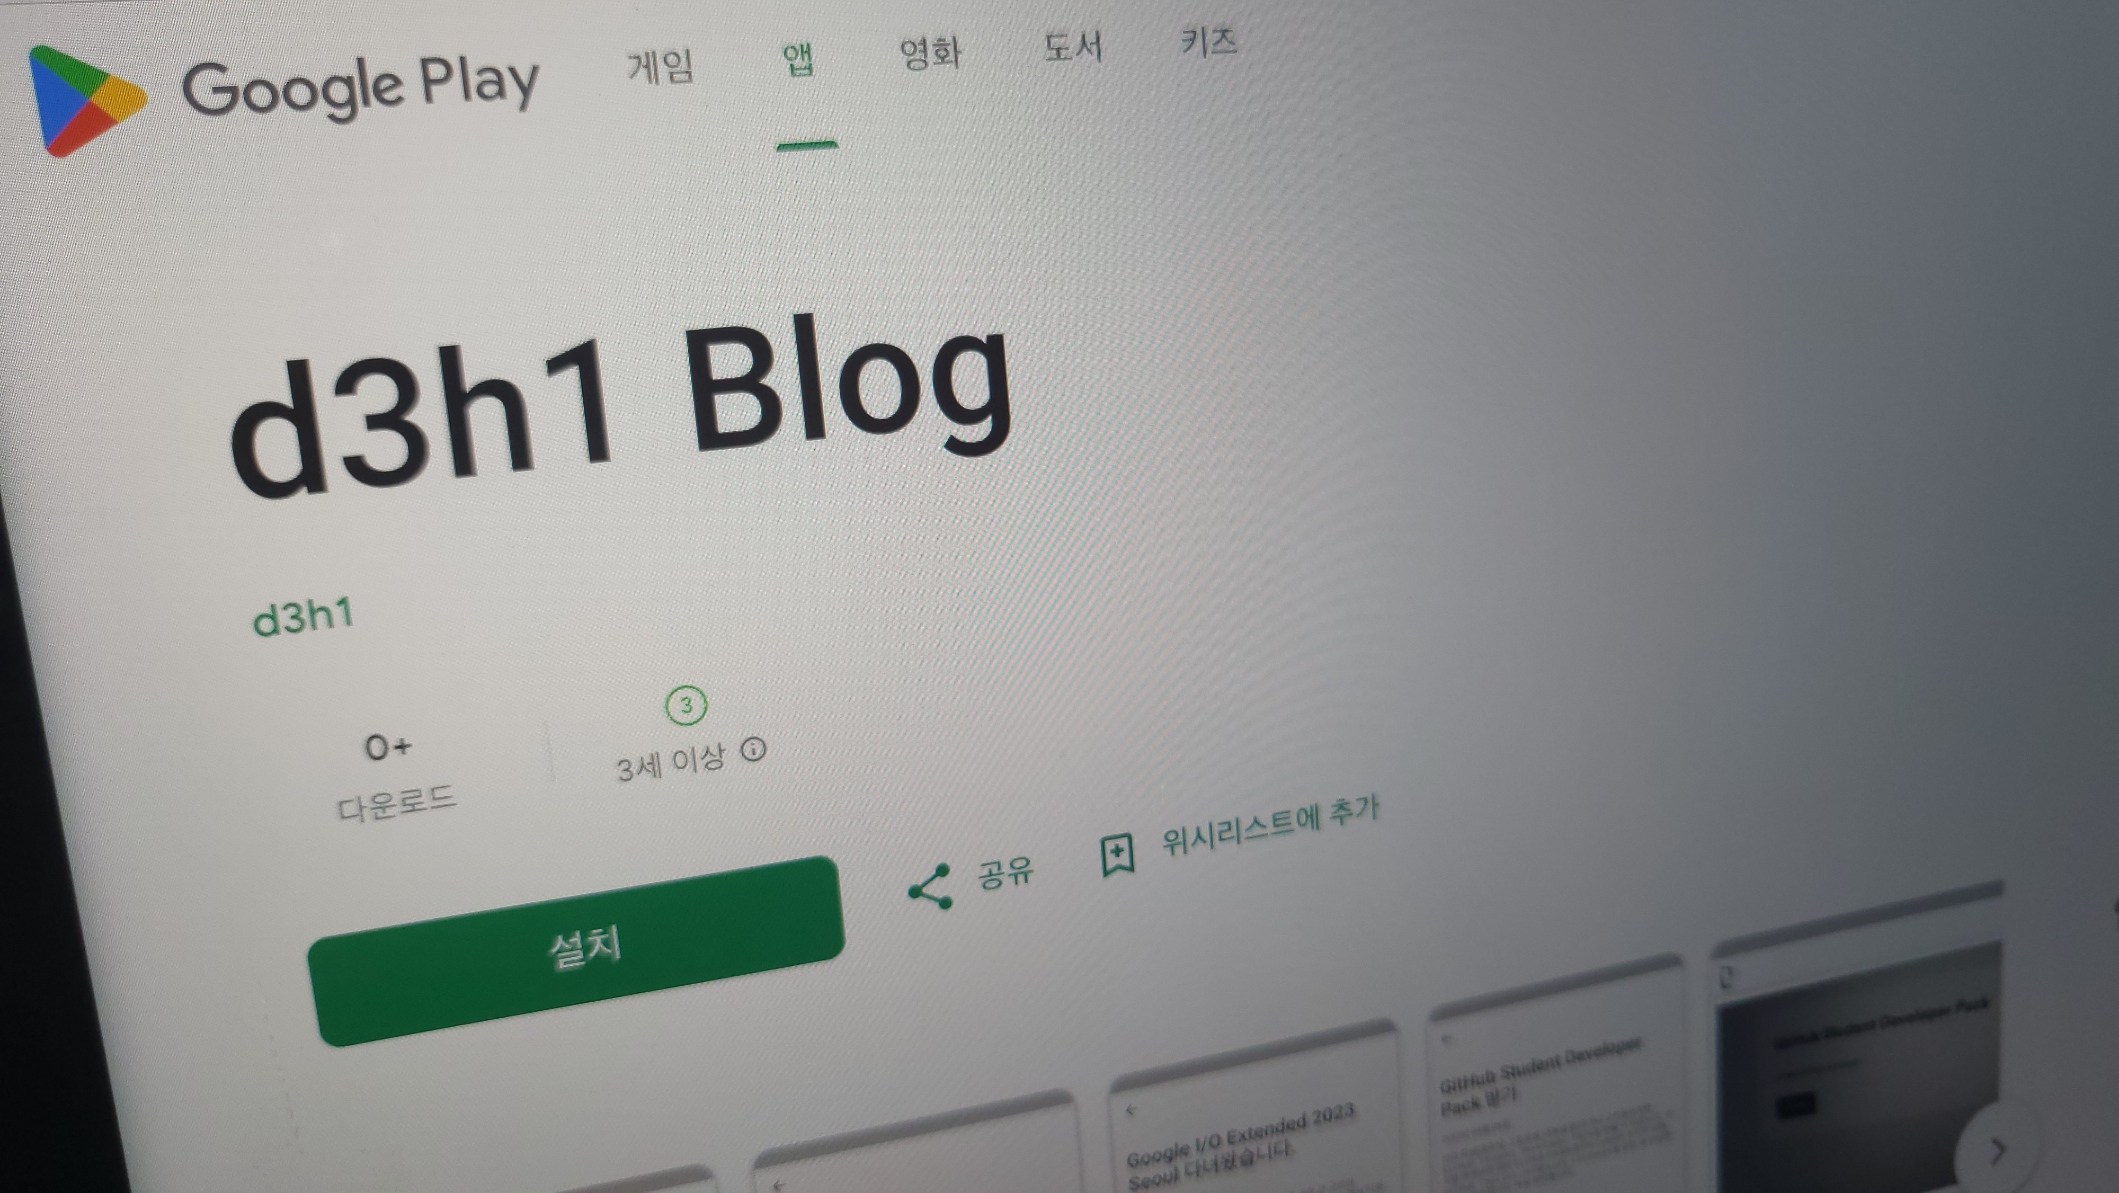 Google Play 게임 앱 영화 도서 키즈
d3h1 Blog
d3h1
0+
다운로드
3
3세 이상
설치
공유
위시리스트에 추가
Google I/O Extended 2023
Seoul 다녀왔습니다.
GitHub Student Developer
Pack 받기
GitHub Student Developer Pack